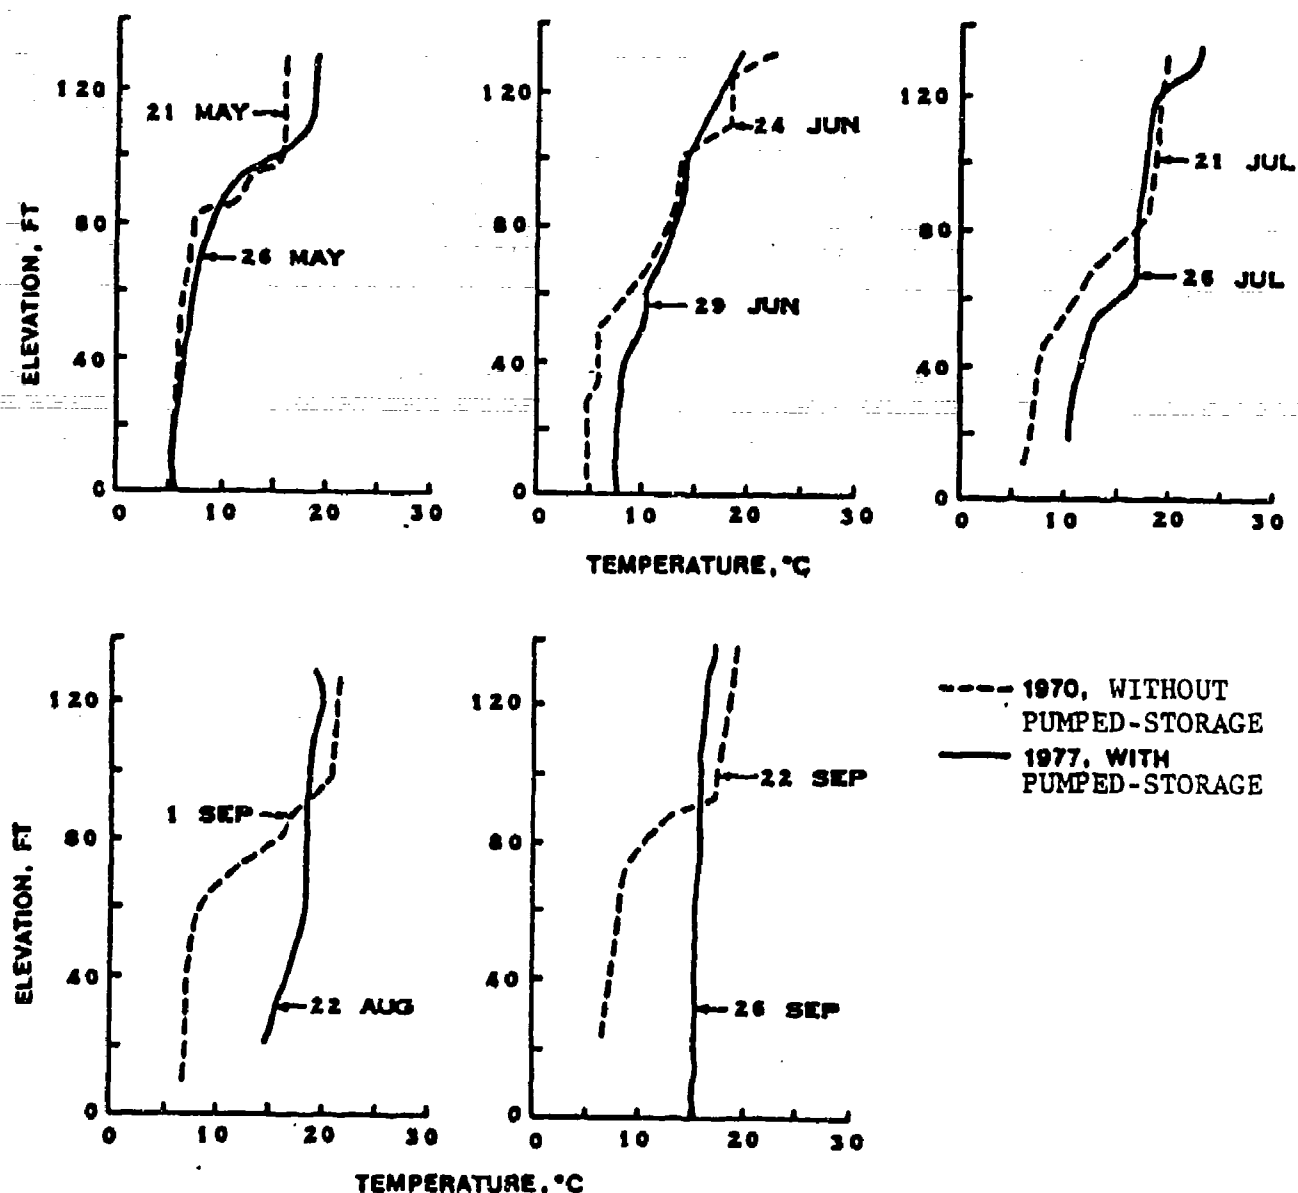 120
80
40
0
ELEVATION, FT
21 MAY
26 MAY
0 10 20 30
120
80
40
0
24 JUN
29 JUN
0 10 20 30
120
80
40
0
21 JUL
26 JUL
0 10 20 30
TEMPERATURE, °C
120
80
40
0
ELEVATION, FT
1 SEP
22 AUG
0 10 20 30
120
80
40
0
22 SEP
26 SEP
0 10 20 30
TEMPERATURE, °C
1970, WITHOUT
PUMPED-STORAGE
1977, WITH
PUMPED-STORAGE